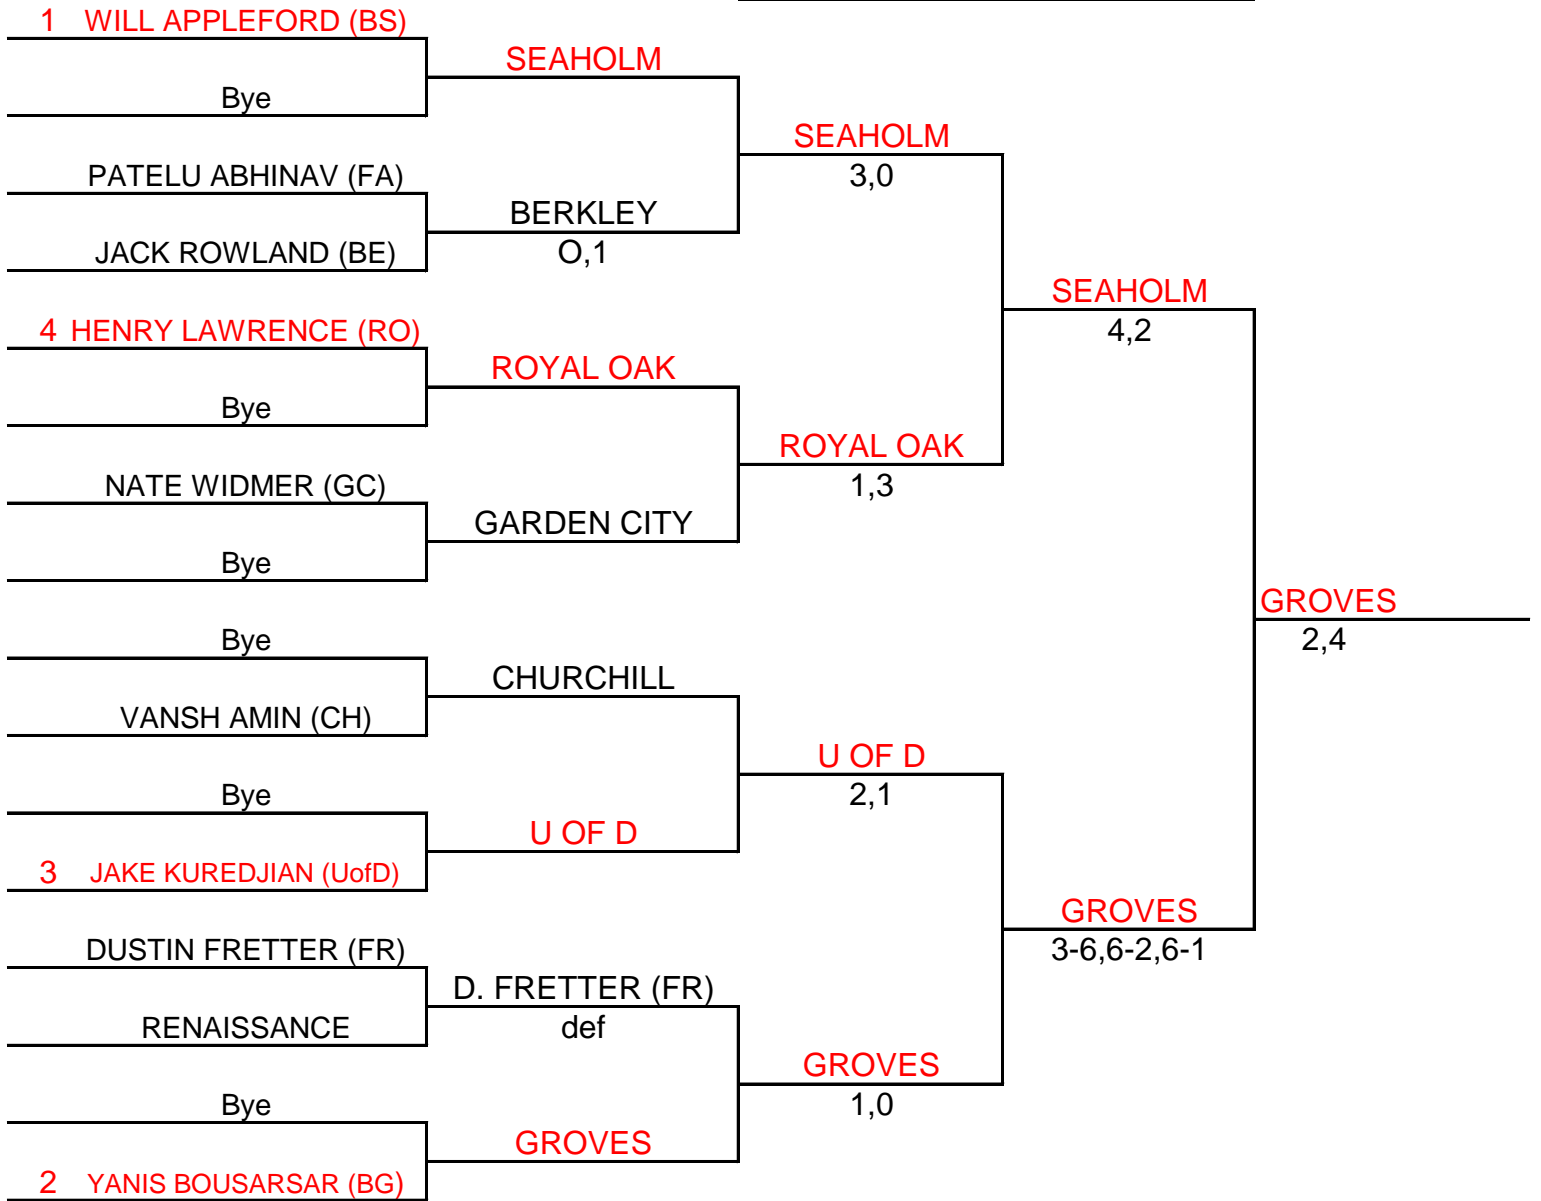 1 WILL APPLEFORD (BS)
SEAHOLM
Bye
SEAHOLM
3,0
PATELU ABHINAV (FA)
BERKLEY
O,1
JACK ROWLAND (BE)
SEAHOLM
4,2
4 HENRY LAWRENCE (RO)
ROYAL OAK
Bye
ROYAL OAK
1,3
NATE WIDMER (GC)
GARDEN CITY
Bye
GROVES
2,4
Bye
CHURCHILL
VANSH AMIN (CH)
U OF D
2,1
Bye
U OF D
3 JAKE KUREDJIAN (UofD)
GROVES
3-6,6-2,6-1
DUSTIN FRETTER (FR)
D. FRETTER (FR)
def
RENAISSANCE
GROVES
1,0
Bye
GROVES
2 YANIS BOUSARSAR (BG)